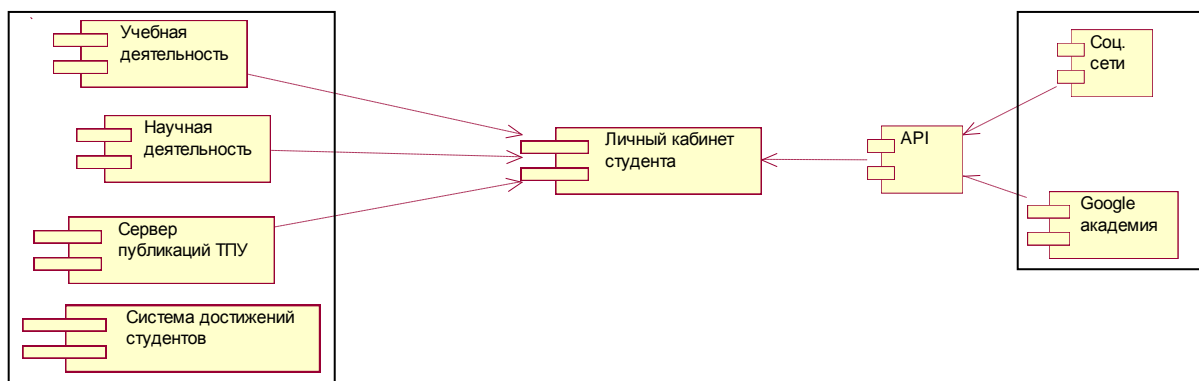 Учебная
деятельность
Научная
деятельность
Сервер
публикаций ТПУ
Система достижений
студентов
Личный кабинет
студента
API
Соц.
сети
Google
академия